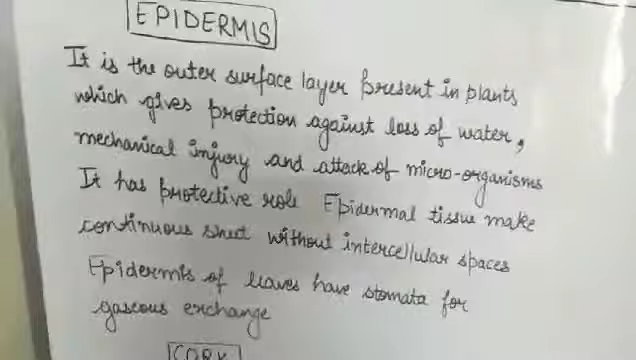 EPIDERMIS
It is the outer surface layer present in plants
which gives protection against loss of water,
mechanical injury and attack of micro-organisms
It has protective role Epidermal tissue make
continuous sheet without intercellular spaces
Epidermis of leaves have stomata for
gaseous exchange
CORK